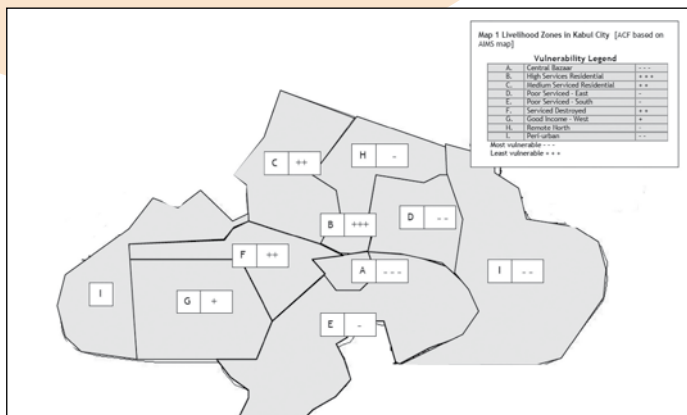 Map 1 Livelihood Zones in Kabul City [ACF based on
AIMS map]
Vulnerability Legend
A. Central Bazaar - - -
B. High Services Residential + + +
C. Medium Serviced Residential + +
D. Poor Serviced - East -
E. Poor Serviced - South -
F. Serviced Destroyed + +
G. Good Income - West +
H. Remote North -
I. Peri-urban - -
Most vulnerable - - -
Least vulnerable + + +
C ++
H -
B +++
D - -
F ++
A - - -
I - -
I
G +
E -